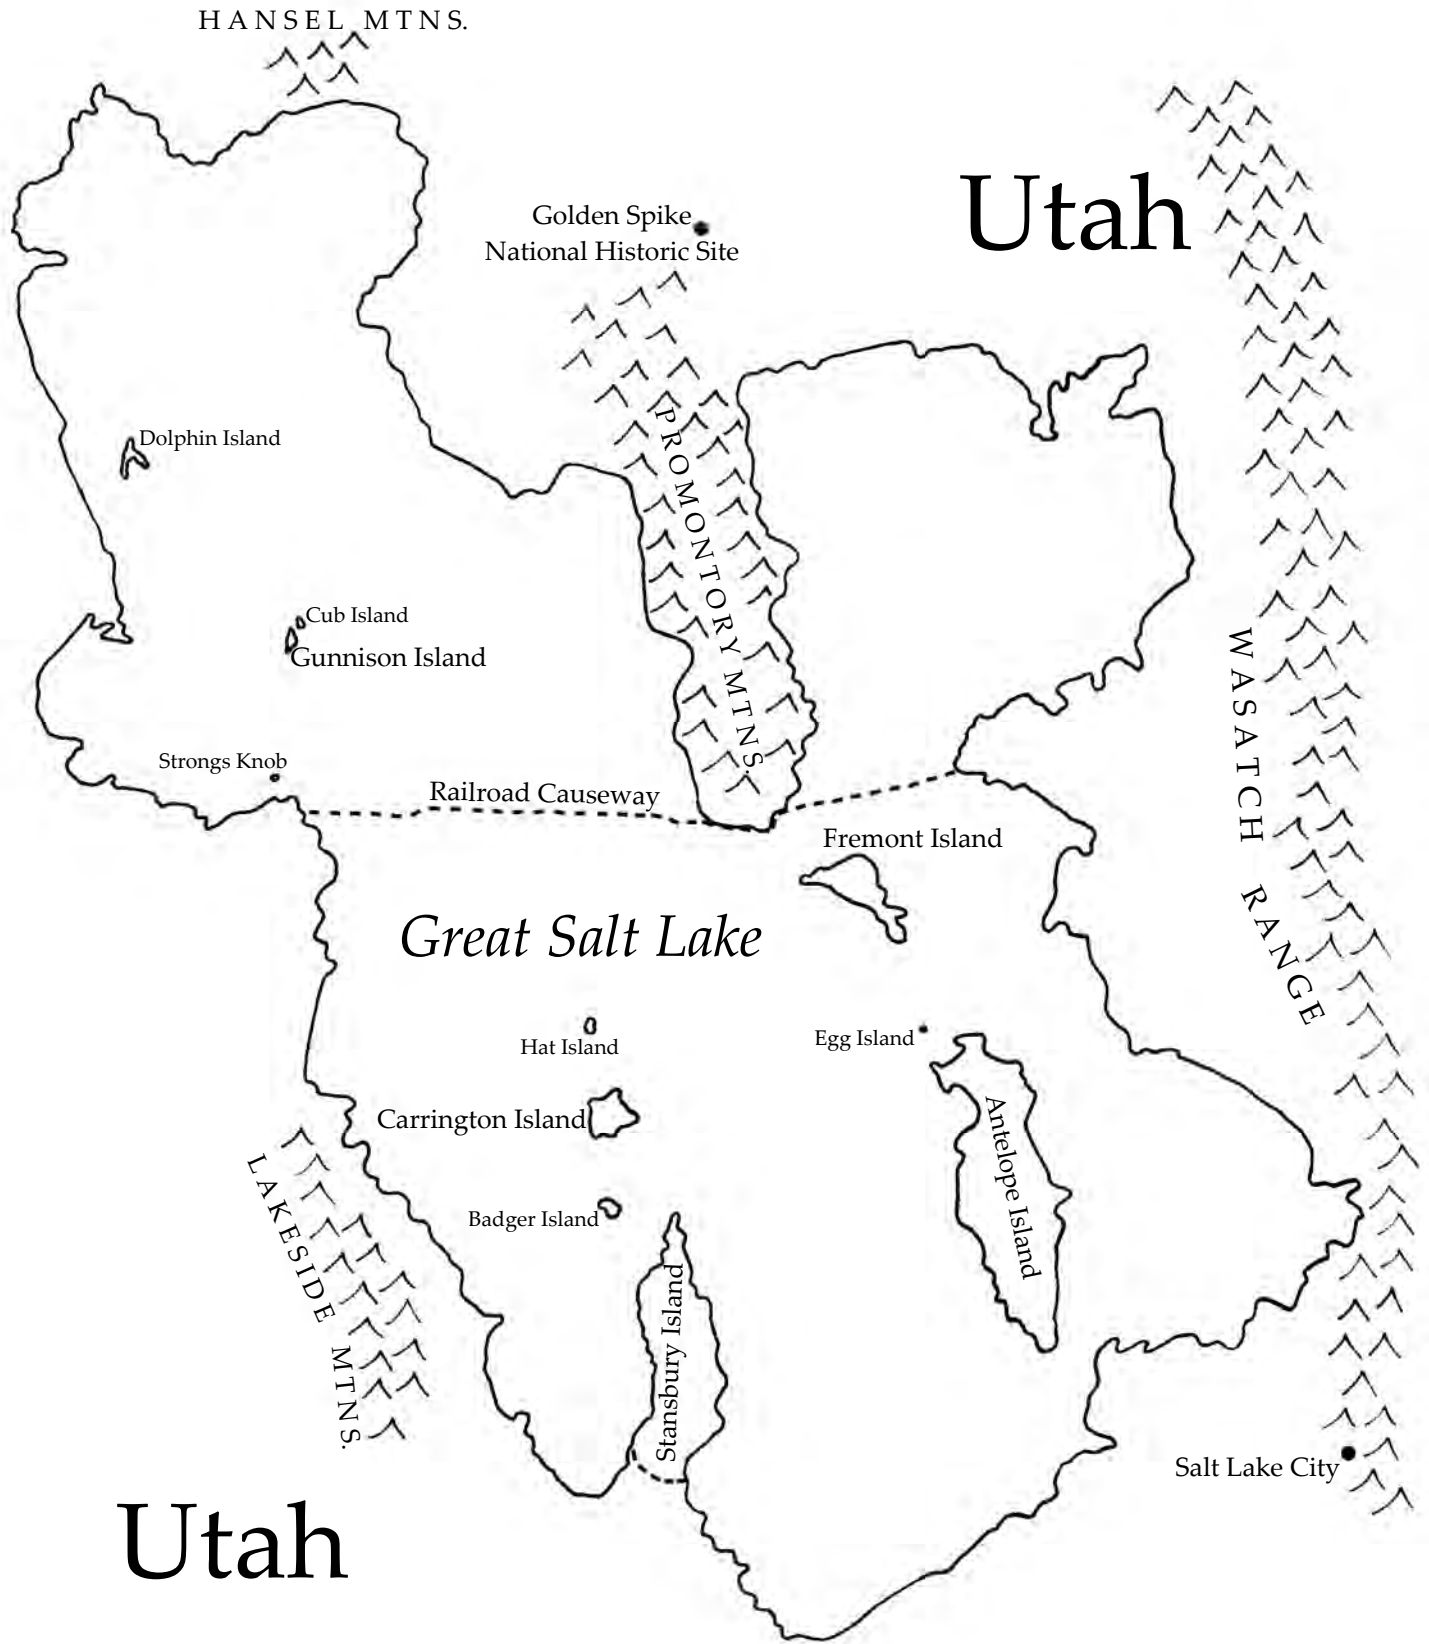 HANSEL MTNS.
Utah
Golden Spike
National Historic Site
PROMONTORY MTNS.
Dolphin Island
Cub Island
Gunnison Island
WASATCH RANGE
Strongs Knob
Railroad Causeway
Fremont Island
Great Salt Lake
Hat Island
Egg Island
Carrington Island
Antelope Island
LAKESIDE MTNS.
Badger Island
Stansbury Island
Salt Lake City
Utah